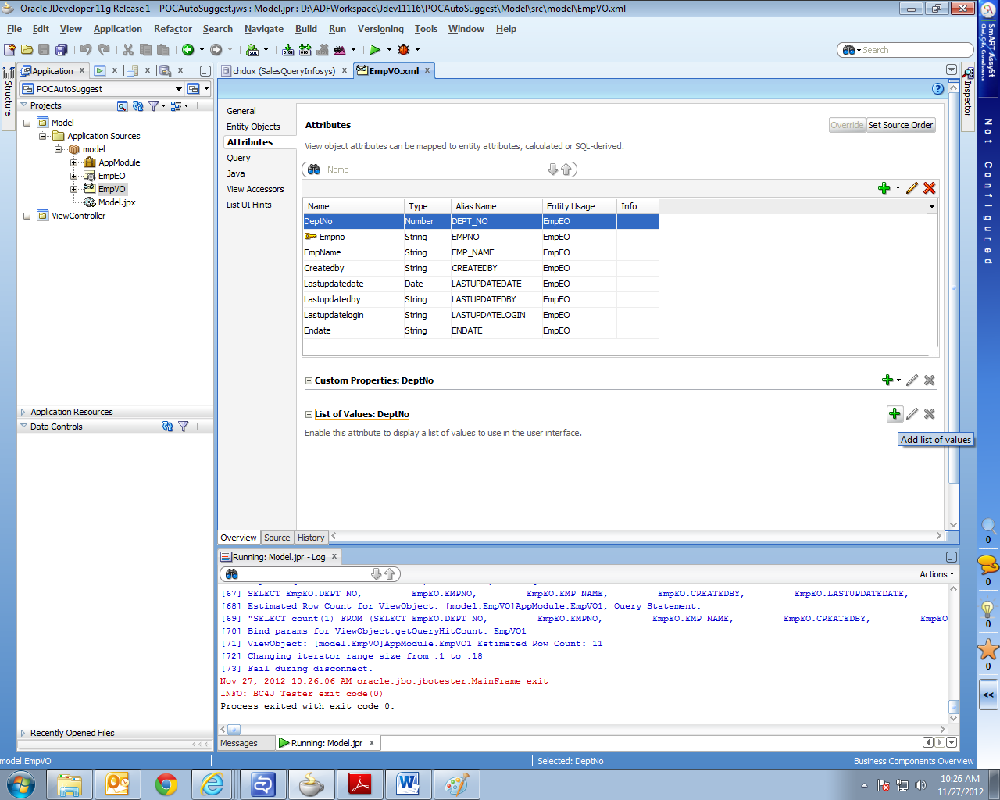 Oracle JDeveloper 11g Release 1 - POCAutoSuggest.jws : Model.jpr : D:\ADFWorkspace\Jdev11116\POCAutoSuggest\Model\src\model\EmpVO.xml
File Edit View Application Refactor Search Navigate Build Run Versioning Tools Window Help
Search
Application
chdux (SalesQueryInfosys)
EmpVO.xml
Structure
POCAutoSuggest
Projects
Model
Application Sources
model
AppModule
EmpEO
EmpVO
Model.jpx
ViewController
Application Resources
Data Controls
Recently Opened Files
General
Entity Objects
Attributes
Query
Java
View Accessors
List UI Hints
Attributes
Override Set Source Order
View object attributes can be mapped to entity attributes, calculated or SQL-derived.
Name
Name Type Alias Name Entity Usage Info
DeptNo Number DEPT_NO EmpEO
Empno String EMPNO EmpEO
EmpName String EMP_NAME EmpEO
Createdby String CREATEDBY EmpEO
Lastupdatedate Date LASTUPDATEDATE EmpEO
Lastupdatedby String LASTUPDATEDBY EmpEO
Lastupdatelogin String LASTUPDATELOGIN EmpEO
Endate String ENDATE EmpEO
Custom Properties: DeptNo
List of Values: DeptNo
Enable this attribute to display a list of values to use in the user interface.
Add list of values
Overview Source History
Inspector
Running: Model.jpr - Log
Actions
[67] SELECT EmpEO.DEPT_NO, EmpEO.EMPNO, EmpEO.EMP_NAME, EmpEO.CREATEDBY, EmpEO.LASTUPDATEDATE,
[68] Estimated Row Count for ViewObject: [model.EmpVO]AppModule.EmpVO1, Query Statement:
[69] "SELECT count(1) FROM (SELECT EmpEO.DEPT_NO, EmpEO.EMPNO, EmpEO.EMP_NAME, EmpEO.CREATEDBY, EmpEO
[70] Bind params for ViewObject.getQueryHitCount: EmpVO1
[71] ViewObject: [model.EmpVO]AppModule.EmpVO1 Estimated Row Count: 11
[72] Changing iterator range size from :1 to :18
[73] Fail during disconnect.
Nov 27, 2012 10:26:06 AM oracle.jbo.jbotester.MainFrame exit
INFO: BC4J Tester exit code(0)
Process exited with exit code 0.
Messages
Running: Model.jpr
model.EmpVO
Selected: DeptNo
Business Components Overview
SmART AssySt
Chat, Crib, Crowdsource
Not Configured
0
0
0
0
<<
10:26 AM
11/27/2012